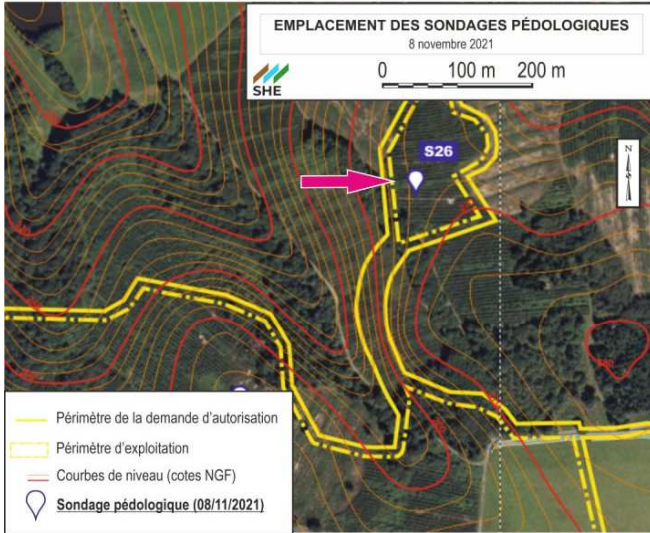 EMPLACEMENT DES SONDAGES PÉDOLOGIQUES
8 novembre 2021
SHE
0 100 m 200 m
S26
N
Périmètre de la demande d'autorisation
Périmètre d'exploitation
Courbes de niveau (cotes NGF)
Sondage pédologique (08/11/2021)